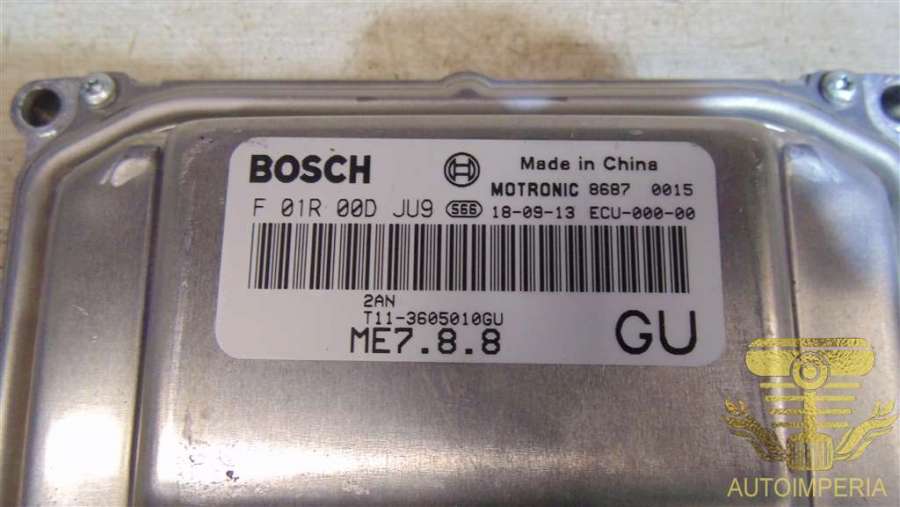 BOSCH
Made in China
MOTRONIC 8687 0015
F 01R 00D JU9 S66 18-09-13 ECU-000-00
2AN
T11-3605010GU
ME7.8.8
GU
AUTOIMPERIA